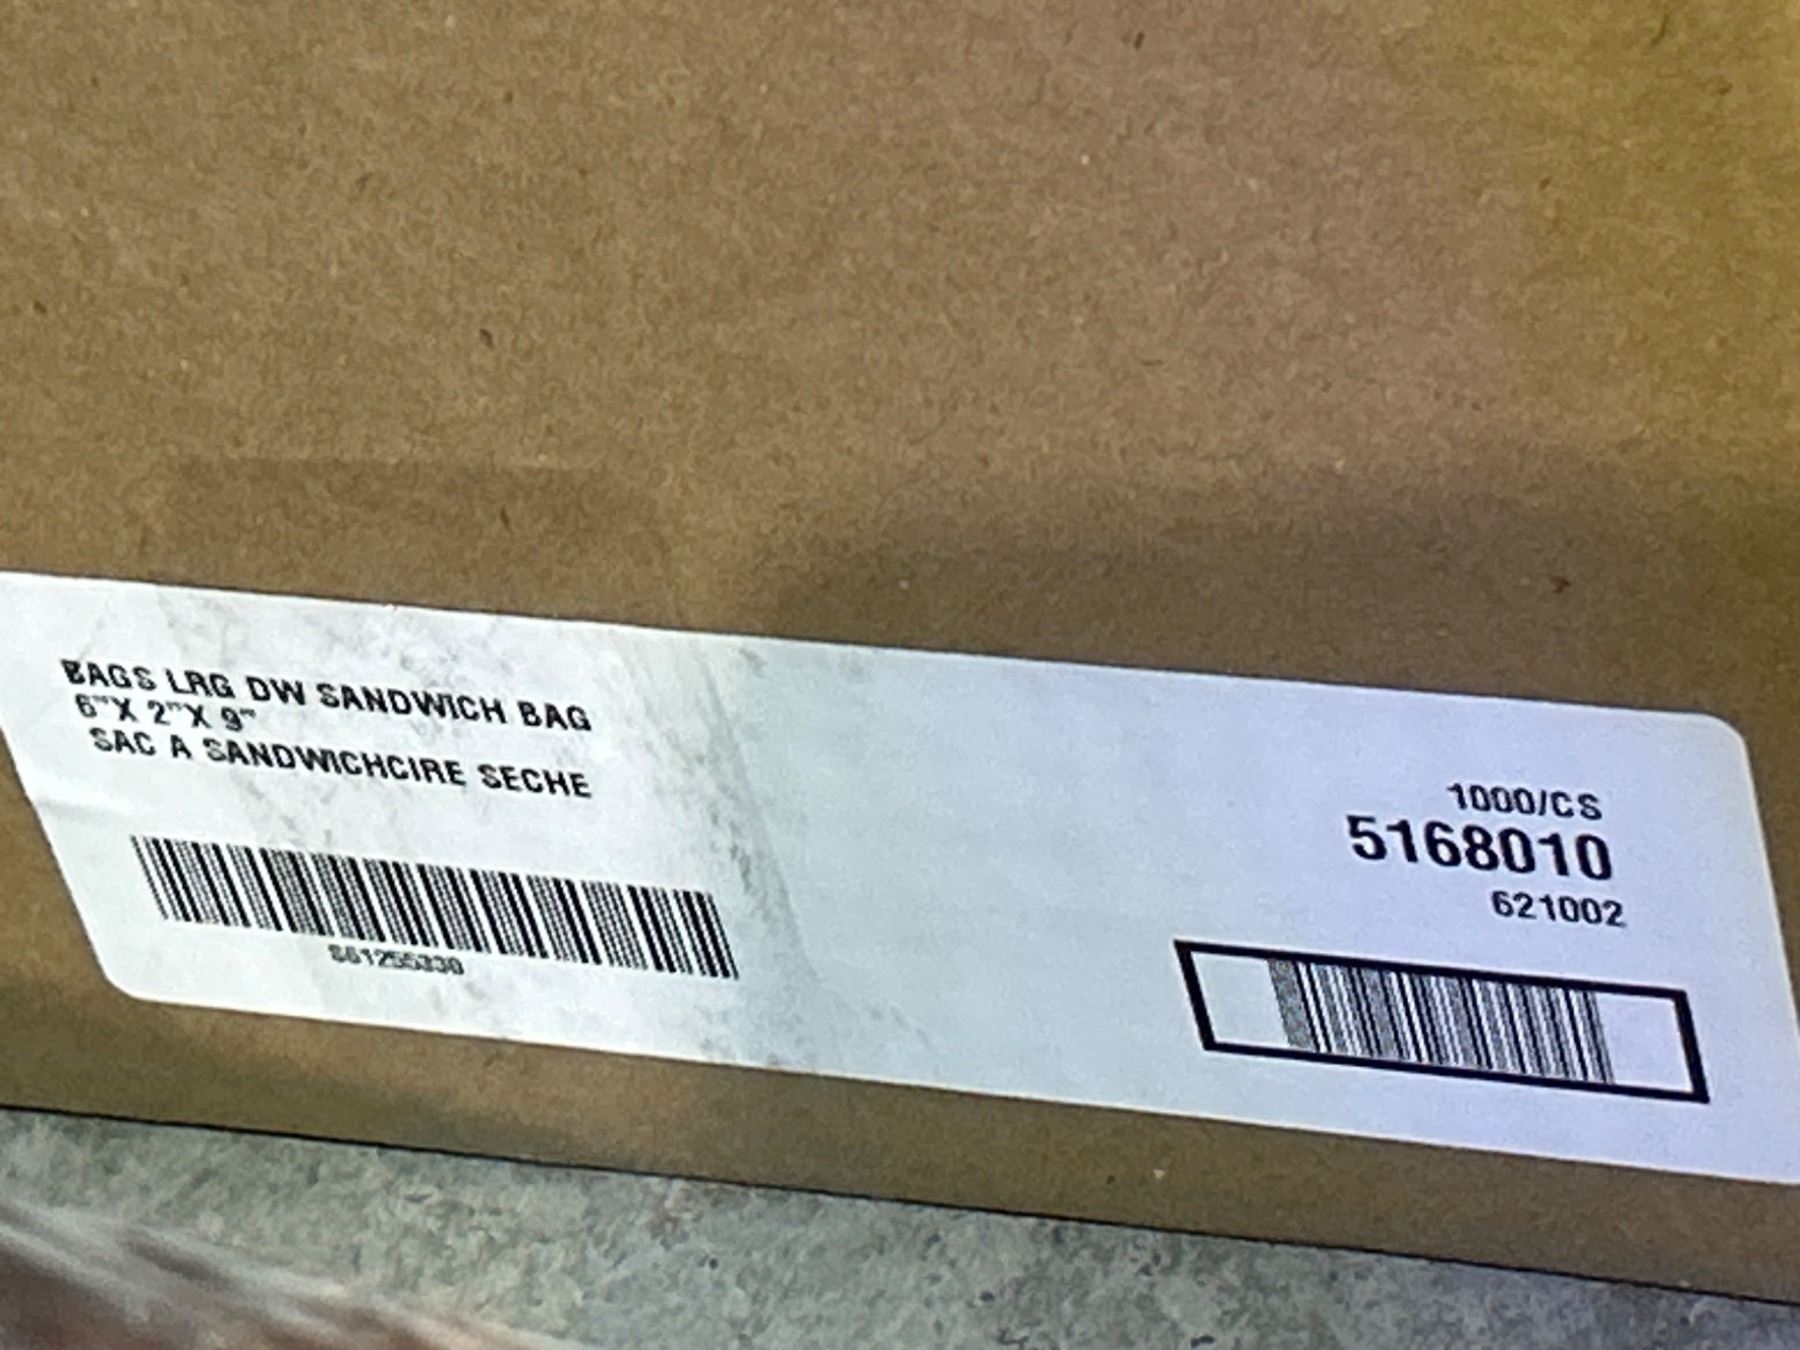 BAGS LRG DW SANDWICH BAG
6"X 2"X 9"
SAC A SANDWICHCIRE SECHE
1000/CS
5168010
621002